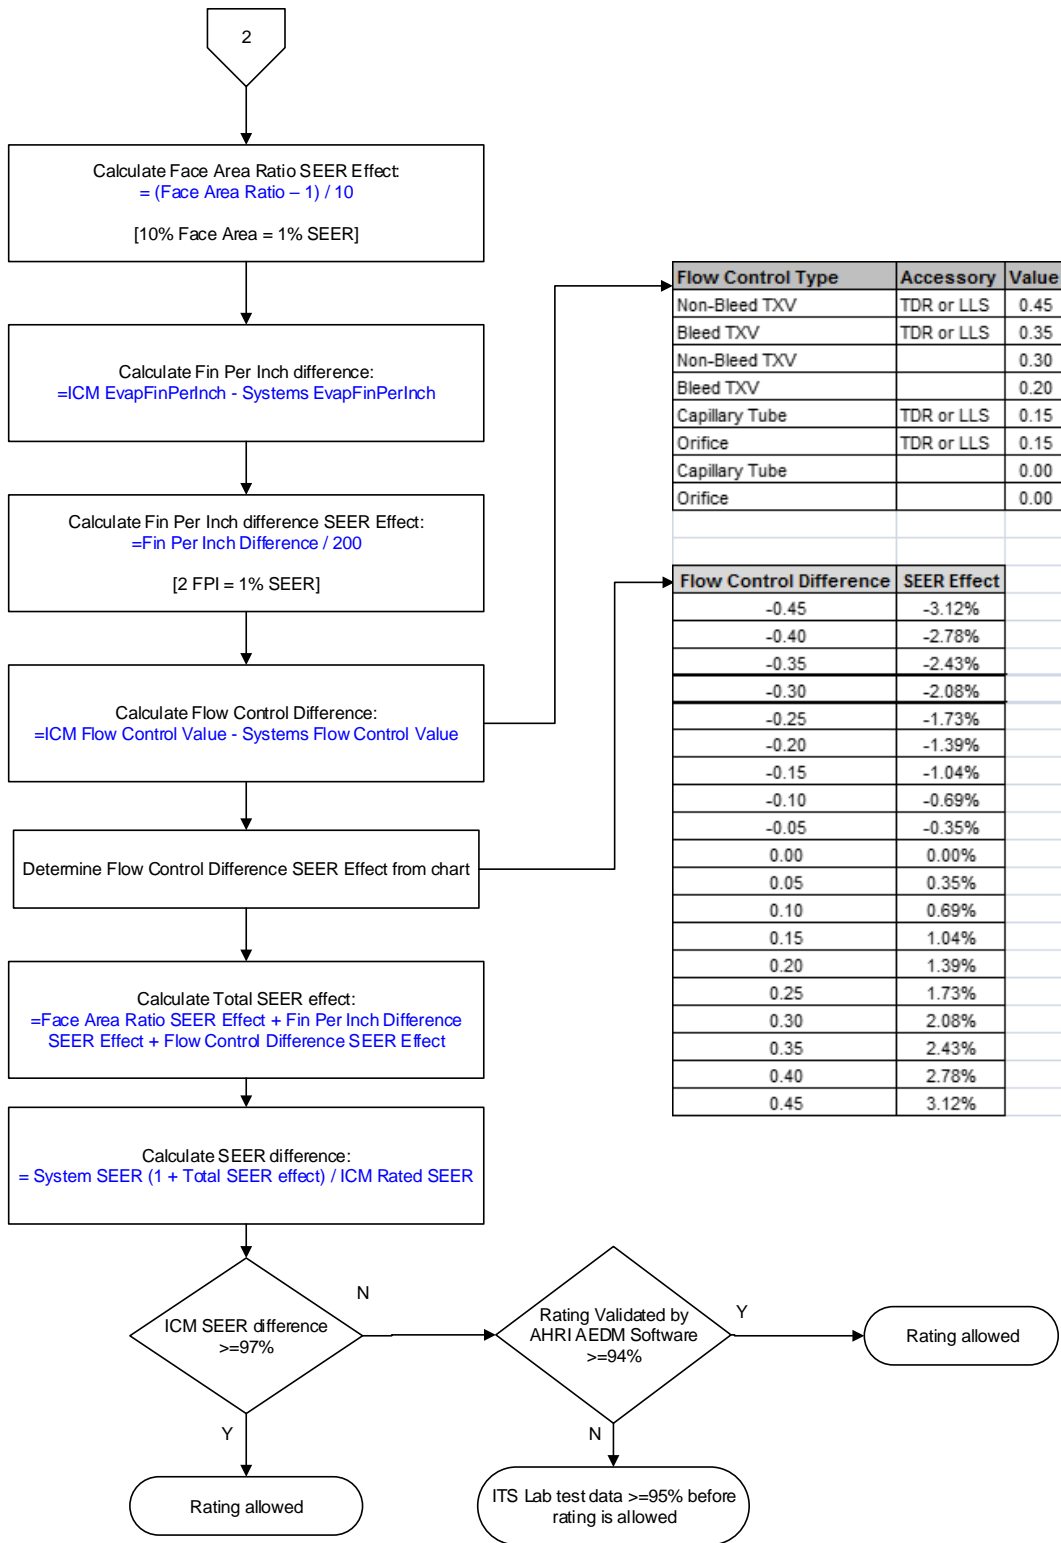 2
Calculate Face Area Ratio SEER Effect:
= (Face Area Ratio – 1) / 10
[10% Face Area = 1% SEER]
Calculate Fin Per Inch difference:
=ICM EvapFinPerInch - Systems EvapFinPerInch
Calculate Fin Per Inch difference SEER Effect:
=Fin Per Inch Difference / 200
[2 FPI = 1% SEER]
Calculate Flow Control Difference:
=ICM Flow Control Value - Systems Flow Control Value
Determine Flow Control Difference SEER Effect from chart
Calculate Total SEER effect:
=Face Area Ratio SEER Effect + Fin Per Inch Difference
SEER Effect + Flow Control Difference SEER Effect
Calculate SEER difference:
= System SEER (1 + Total SEER effect) / ICM Rated SEER
ICM SEER difference
>=97%
N
Y
Rating allowed
Rating Validated by
AHRI AEDM Software
>=94%
Y
Rating allowed
N
ITS Lab test data >=95% before
rating is allowed
Flow Control Type Accessory Value
Non-Bleed TXV TDR or LLS 0.45
Bleed TXV TDR or LLS 0.35
Non-Bleed TXV 0.30
Bleed TXV 0.20
Capillary Tube TDR or LLS 0.15
Orifice TDR or LLS 0.15
Capillary Tube 0.00
Orifice 0.00
Flow Control Difference SEER Effect
-0.45 -3.12%
-0.40 -2.78%
-0.35 -2.43%
-0.30 -2.08%
-0.25 -1.73%
-0.20 -1.39%
-0.15 -1.04%
-0.10 -0.69%
-0.05 -0.35%
0.00 0.00%
0.05 0.35%
0.10 0.69%
0.15 1.04%
0.20 1.39%
0.25 1.73%
0.30 2.08%
0.35 2.43%
0.40 2.78%
0.45 3.12%